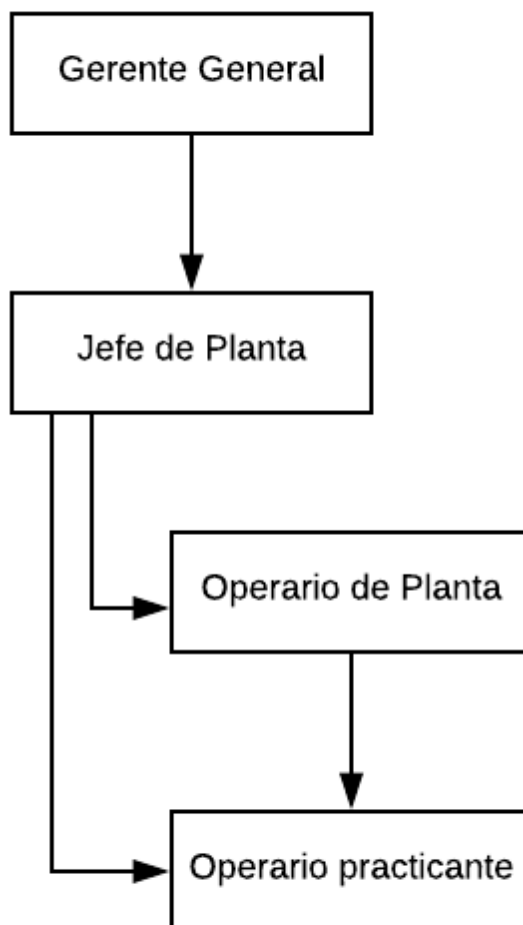 Gerente General
Jefe de Planta
Operario de Planta
Operario practicante